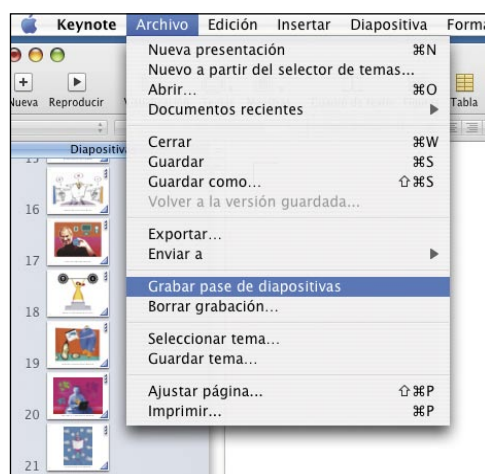 Keynote Archivo Edición Insertar Diapositiva
Nueva Reproducir
Tabla
Nueva presentación ⌘N
Nuevo a partir del selector de temas...
Abrir... ⌘O
Documentos recientes ▶
Cerrar ⌘W
Guardar ⌘S
Guardar como... ⇧⌘S
Volver a la versión guardada...
Exportar...
Enviar a ▶
Grabar pase de diapositivas
Borrar grabación...
Seleccionar tema...
Guardar tema...
Ajustar página... ⇧⌘P
Imprimir... ⌘P
16
17
18
19
20
21